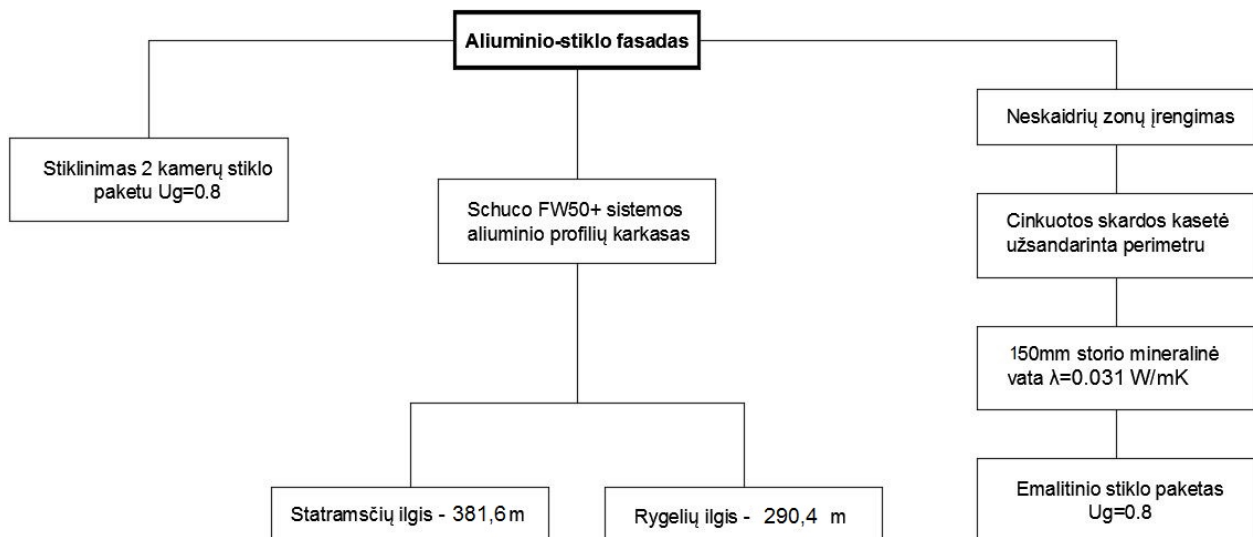 Aliuminio-stiklo fasadas
Stiklinimas 2 kamerų stiklo
paketu Ug=0.8
Schuco FW50+ sistemos
aliuminio profilių karkasas
Statramsčių ilgis - 381,6 m
Rygelių ilgis - 290,4 m
Neskaidrių zonų įrengimas
Cinkuotos skardos kasetė
užsandarinta perimetru
150mm storio mineralinė
vata λ=0.031 W/mK
Emalitinio stiklo paketas
Ug=0.8